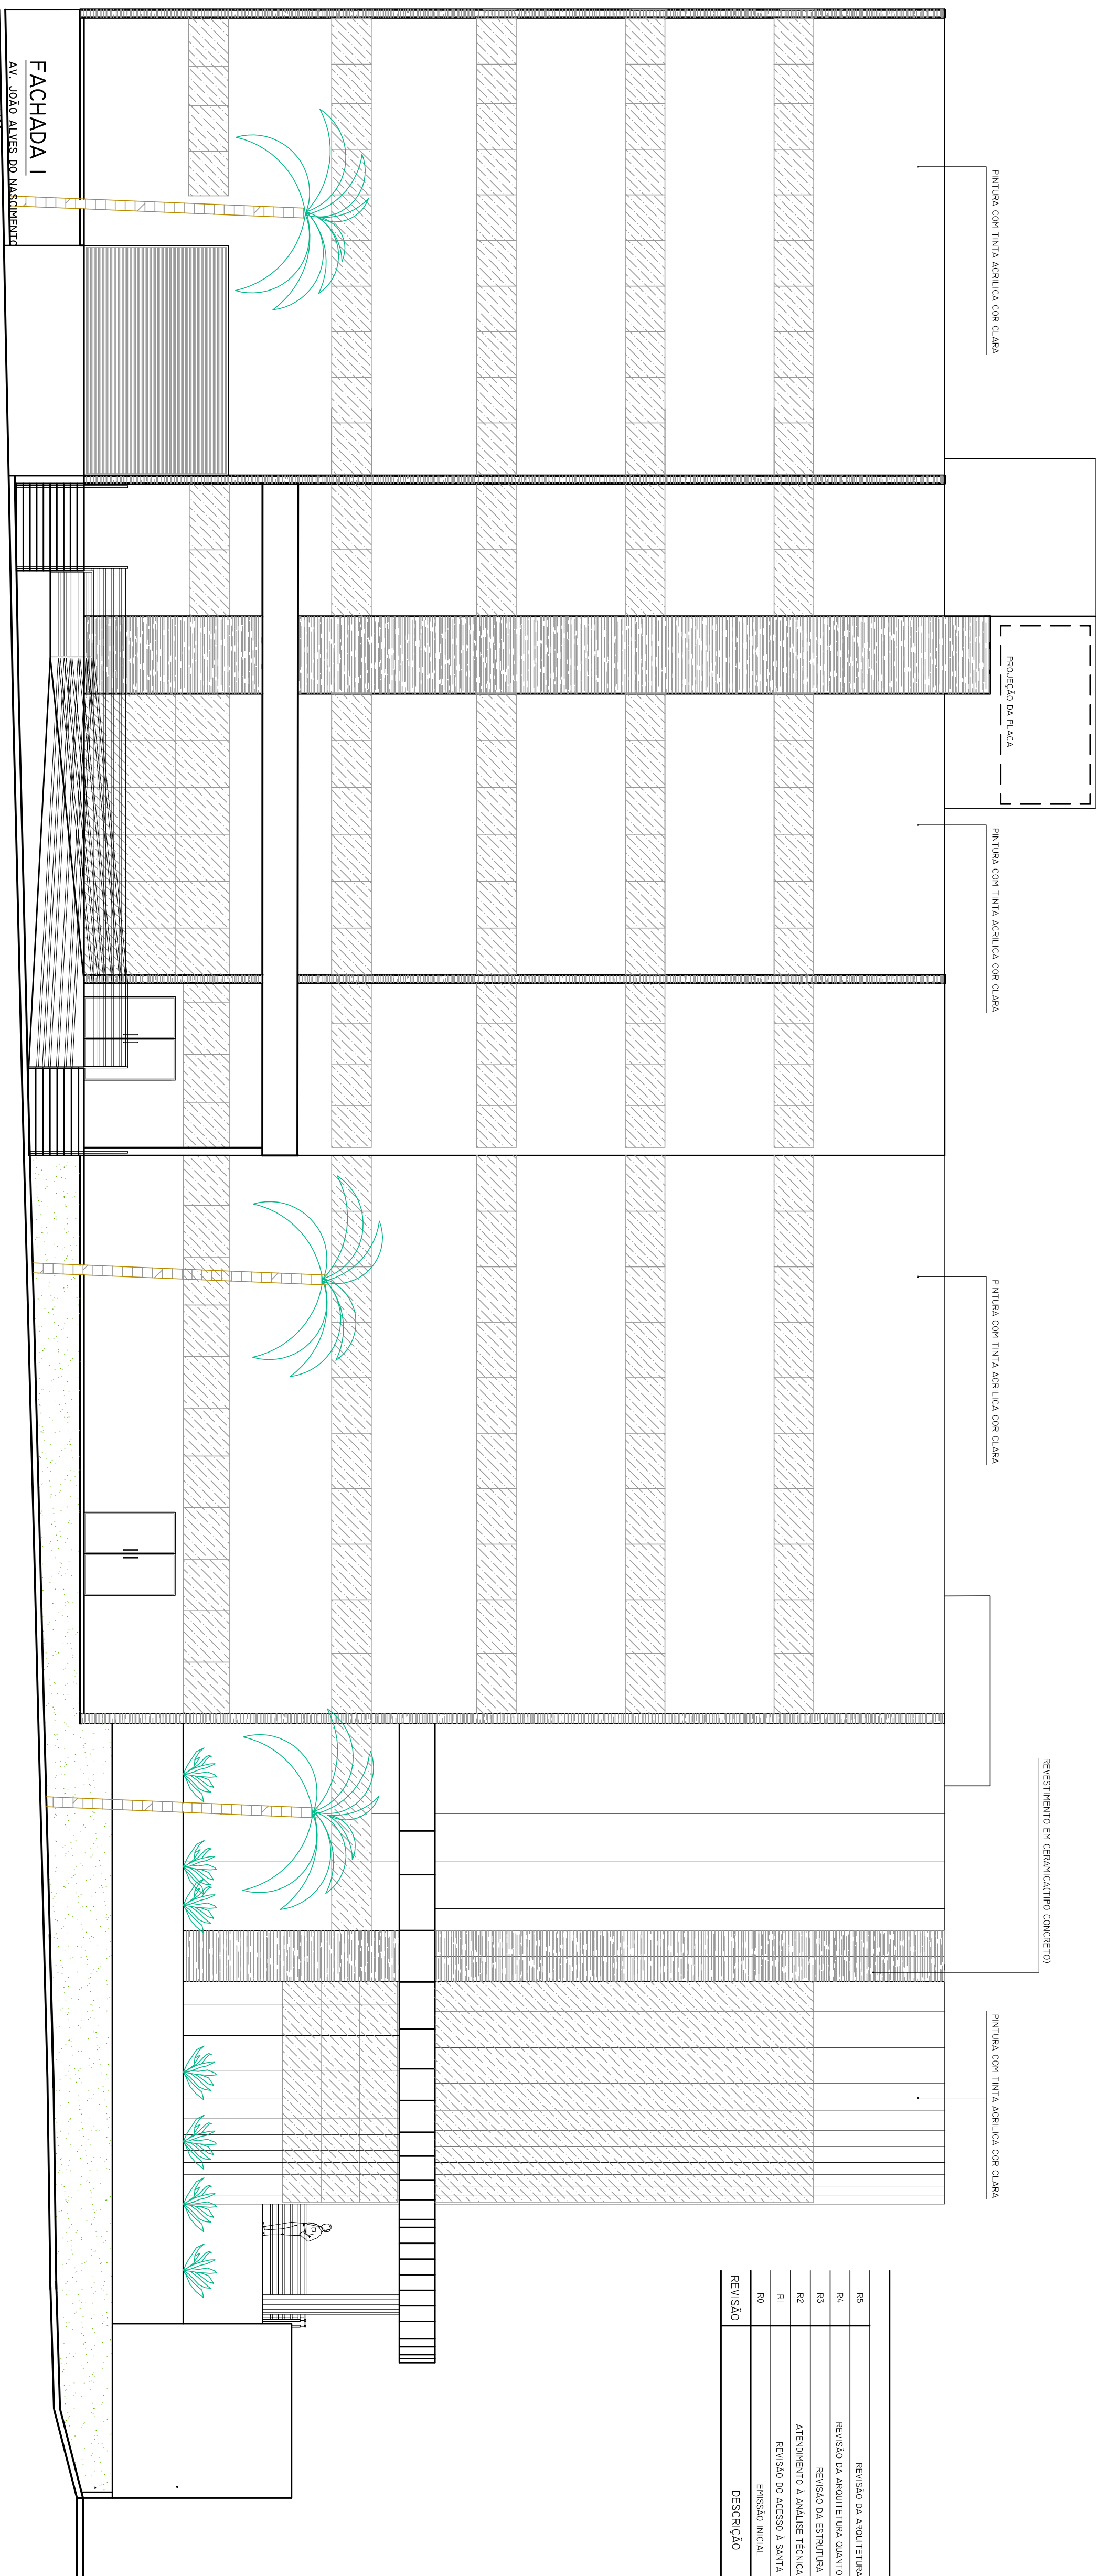 PINTURA COM TINTA ACRILICA COR CLARA
PROJEÇÃO DA PLACA
PINTURA COM TINTA ACRILICA COR CLARA
PINTURA COM TINTA ACRILICA COR CLARA
REVESTIMENTO EM CERAMICA(TIPO CONCRETO)
PINTURA COM TINTA ACRILICA COR CLARA
FACHADA I
AV. JOÃO ALVES DO NASCIMENTO
R5 REVISÃO DA ARQUITETURA
R4 REVISÃO DA ARQUITETURA QUANTO
R3 REVISÃO DA ESTRUTURA
R2 ATENDIMENTO À ANÁLISE TÉCNICA
R1 REVISÃO DO ACESSO À SANTA
R0 EMISSÃO INICIAL
REVISÃO DESCRIÇÃO